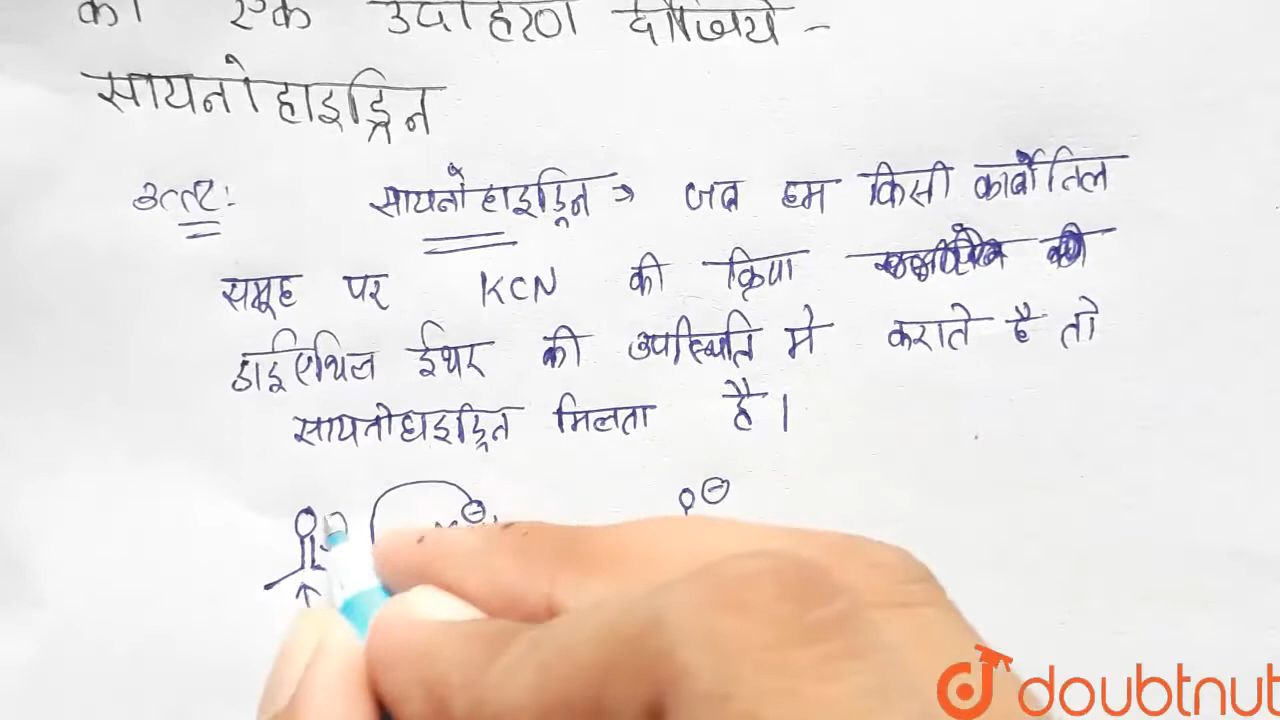 का एक उदाहरण दीजिये -
सायनोहाइड्रिन
उत्तर: सायनोहाइड्रिन → जब हम किसी कार्बोनिल
समूह पर KCN की क्रिया
डाईएथिल ईथर की उपस्थिति मे कराते है तो
सायनोहाइड्रिन मिलता है।
doubtnut